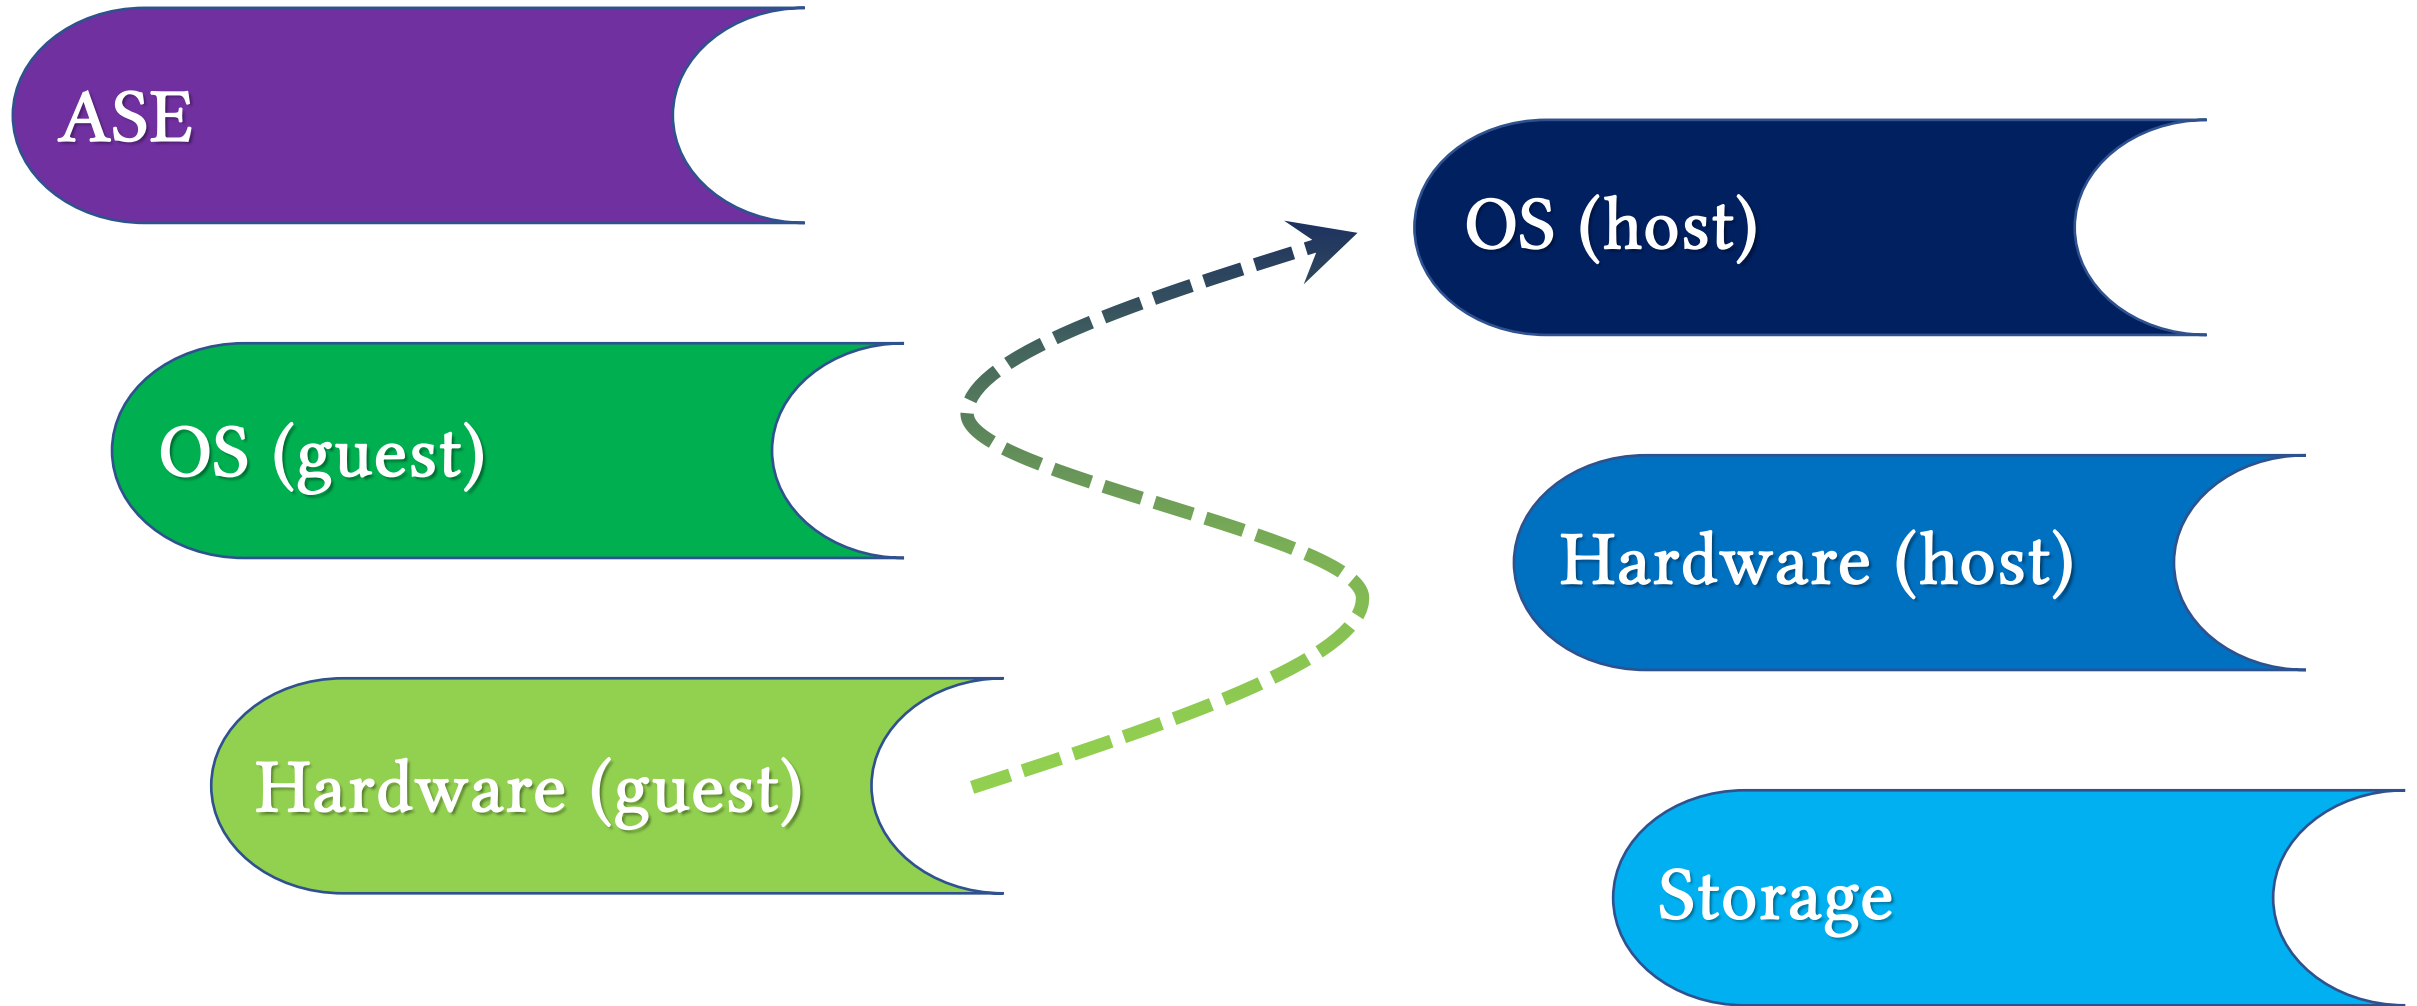 ASE
OS (guest)
Hardware (guest)
OS (host)
Hardware (host)
Storage